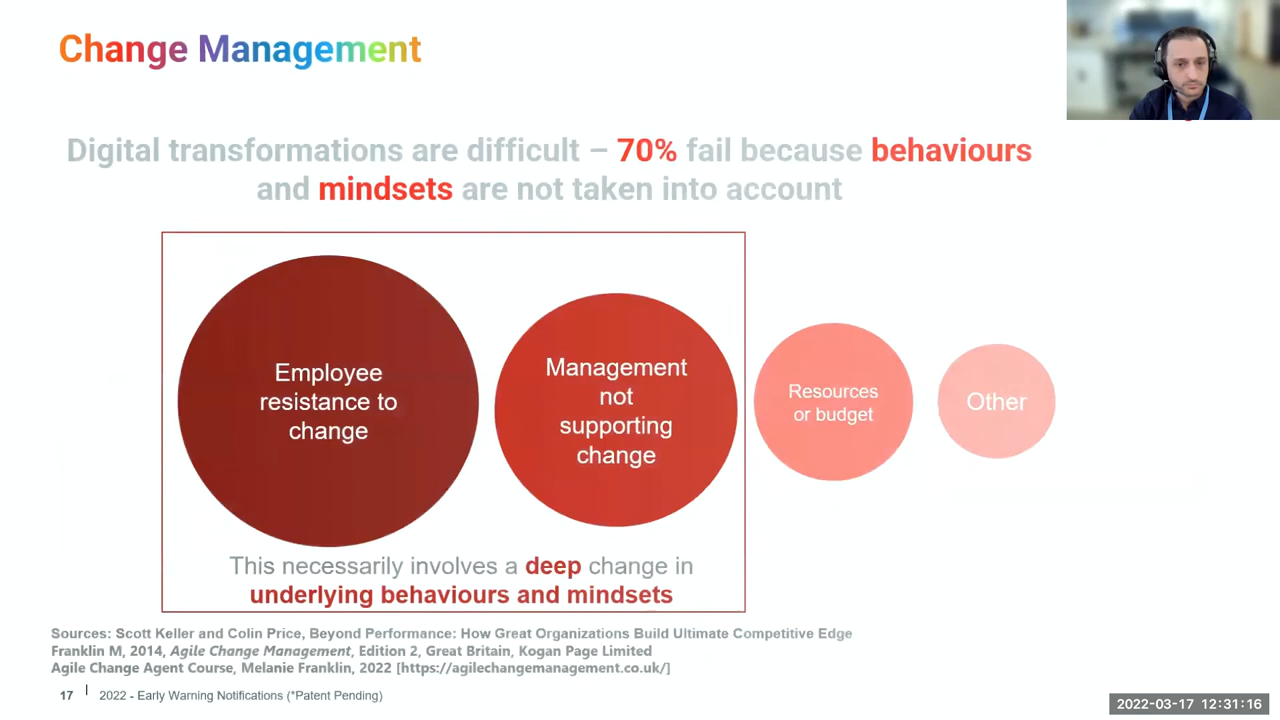 Change Management
Digital transformations are difficult – 70% fail because behaviours
and mindsets are not taken into account
Employee
resistance to
change
Management
not
supporting
change
Resources
or budget
Other
This necessarily involves a deep change in
underlying behaviours and mindsets
Sources: Scott Keller and Colin Price, Beyond Performance: How Great Organizations Build Ultimate Competitive Edge
Franklin M, 2014, Agile Change Management, Edition 2, Great Britain, Kogan Page Limited
Agile Change Agent Course, Melanie Franklin, 2022 [https://agilechangemanagement.co.uk/]
17 | 2022 - Early Warning Notifications (*Patent Pending)
2022-03-17 12:31:16